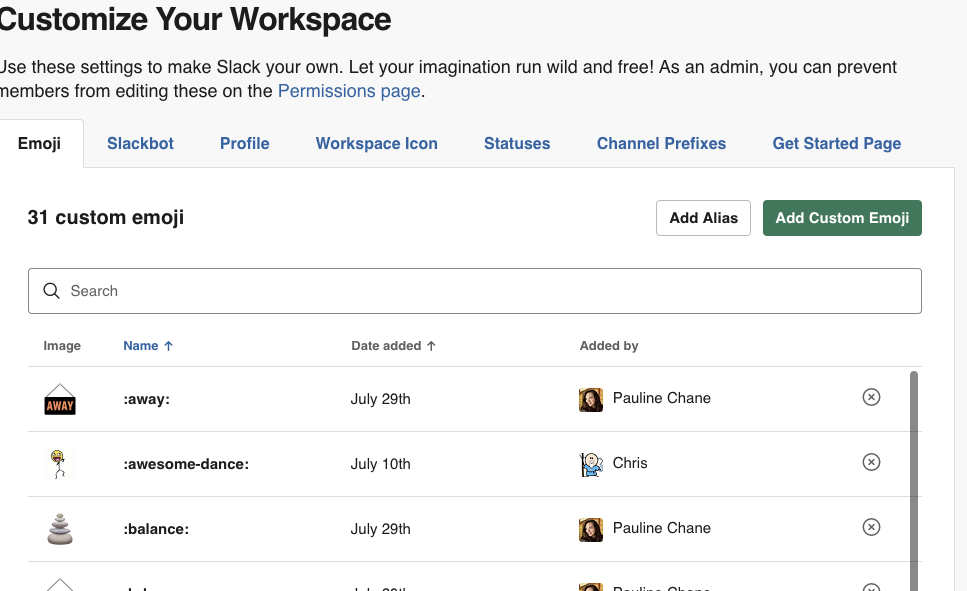 Customize Your Workspace
Use these settings to make Slack your own. Let your imagination run wild and free! As an admin, you can prevent
members from editing these on the Permissions page.
Emoji Slackbot Profile Workspace Icon Statuses Channel Prefixes Get Started Page
31 custom emoji Add Alias Add Custom Emoji
Search
Image Name ↑ Date added ↑ Added by
AWAY :away: July 29th Pauline Chane
:awesome-dance: July 10th Chris
:balance: July 29th Pauline Chane
Pauline Chane